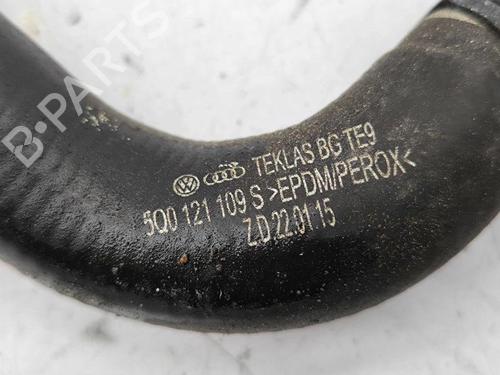 TEKLAS BG TE9
5Q0 121 109 S >EPDM/PEROX<
Z.D 22.01 15
B-PARTS